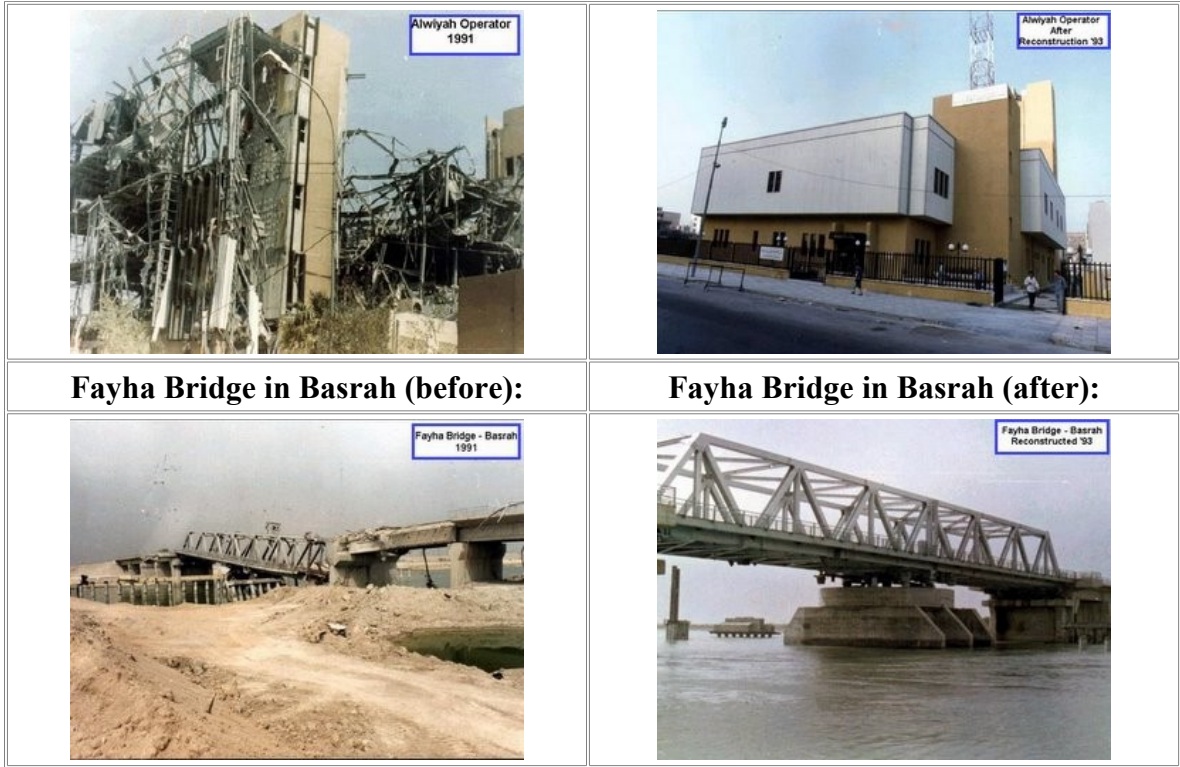 Alwiyah Operator
1991
Alwiyah Operator
After
Reconstruction '93
Fayha Bridge in Basrah (before):
Fayha Bridge in Basrah (after):
Fayha Bridge - Basrah
1991
Fayha Bridge - Basrah
Reconstructed '93